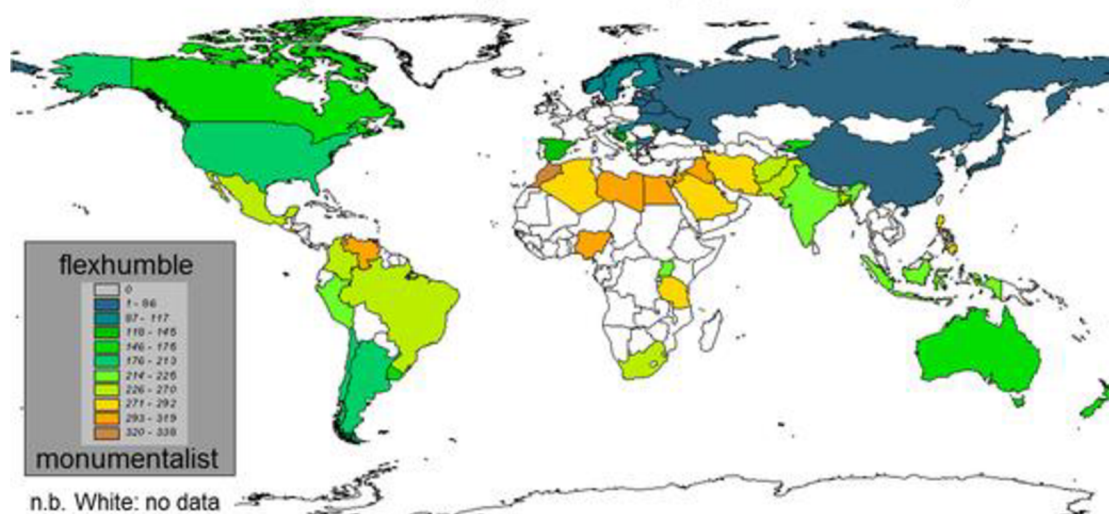 flexhumble
0
1 - 86
87 - 117
118 - 145
146 - 175
176 - 213
214 - 225
226 - 270
271 - 292
293 - 319
320 - 338
monumentalist
n.b. White: no data